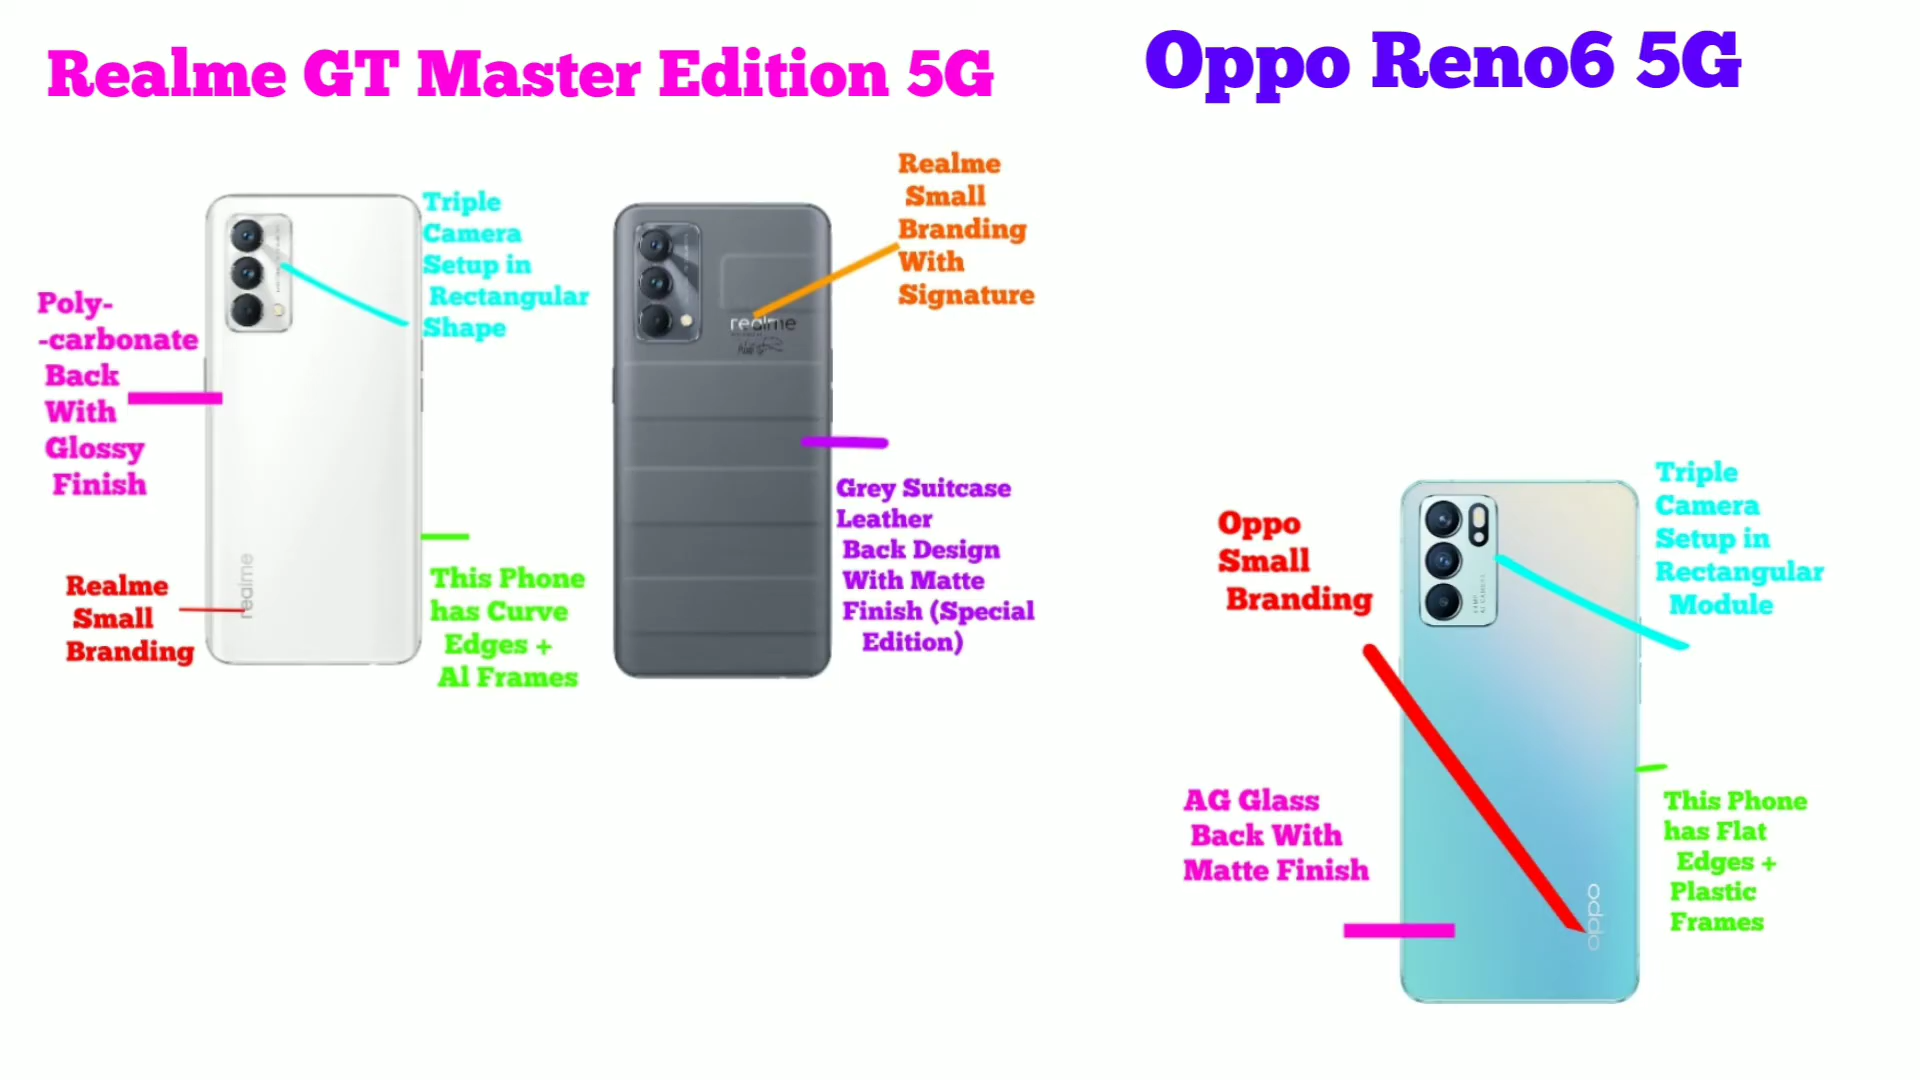 Realme GT Master Edition 5G
Oppo Reno6 5G
Triple
Camera
Setup in
Rectangular
Shape
Poly-
-carbonate
Back
With
Glossy
Finish
Realme
Small
Branding
realme
This Phone
has Curve
Edges +
Al Frames
Realme
Small
Branding
With
Signature
realme
Grey Suitcase
Leather
Back Design
With Matte
Finish (Special
Edition)
Oppo
Small
Branding
Triple
Camera
Setup in
Rectangular
Module
AG Glass
Back With
Matte Finish
oppo
This Phone
has Flat
Edges +
Plastic
Frames